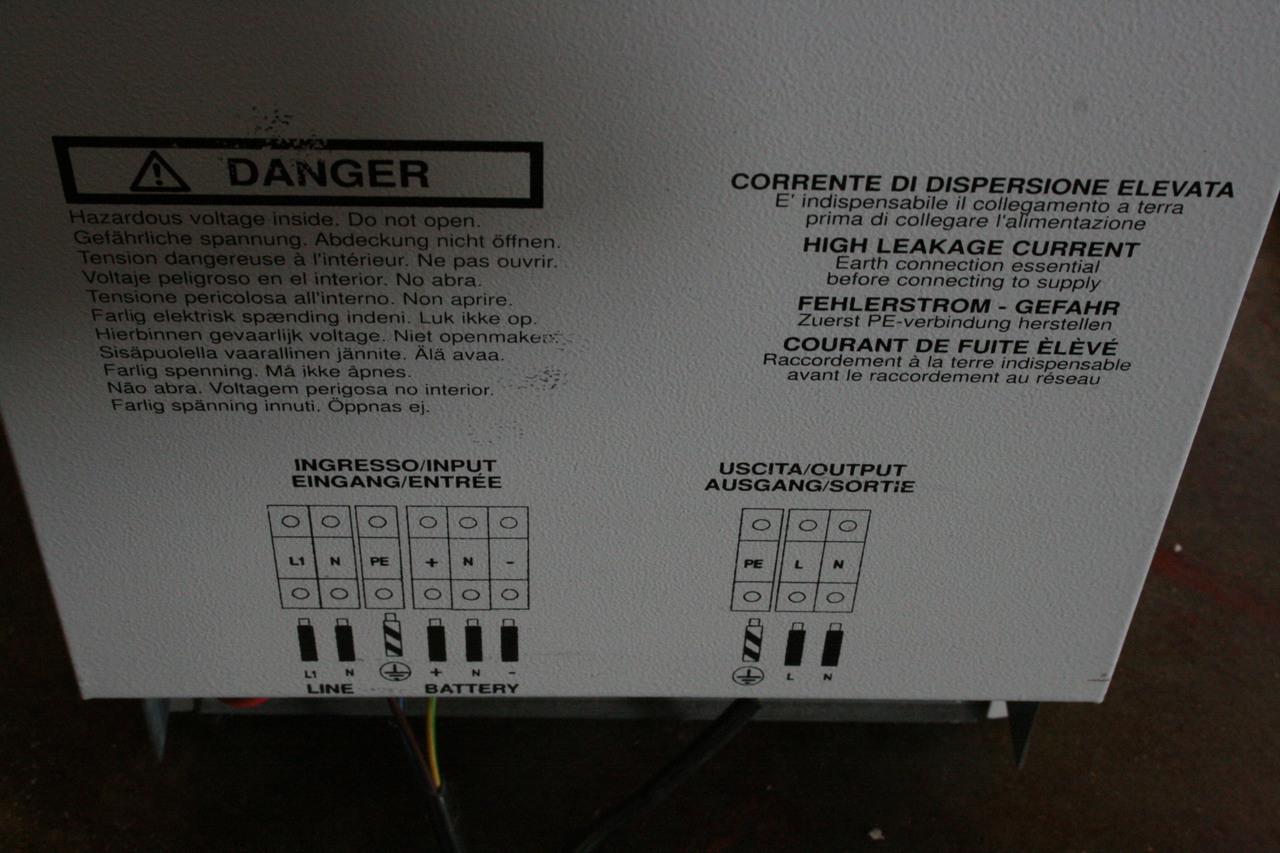 DANGER
Hazardous voltage inside. Do not open.
Gefährliche spannung. Abdeckung nicht öffnen.
Tension dangereuse à l'intérieur. Ne pas ouvrir.
Voltaje peligroso en el interior. No abra.
Tensione pericolosa all'interno. Non aprire.
Farlig elektrisk spænding indeni. Luk ikke op.
Hierbinnen gevaarlijk voltage. Niet openmaken.
Sisäpuolella vaarallinen jännite. Älä avaa.
Farlig spenning. Må ikke åpnes.
Não abra. Voltagem perigosa no interior.
Farlig spänning innuti. Öppnas ej.
CORRENTE DI DISPERSIONE ELEVATA
E' indispensabile il collegamento a terra
prima di collegare l'alimentazione
HIGH LEAKAGE CURRENT
Earth connection essential
before connecting to supply
FEHLERSTROM - GEFAHR
Zuerst PE-verbindung herstellen
COURANT DE FUITE ÈLÈVÉ
Raccordement à la terre indispensable
avant le raccordement au réseau
INGRESSO/INPUT
EINGANG/ENTRÉE
L1 N PE + N -
L1 N + N -
LINE BATTERY
USCITA/OUTPUT
AUSGANG/SORTiE
PE L N
L N